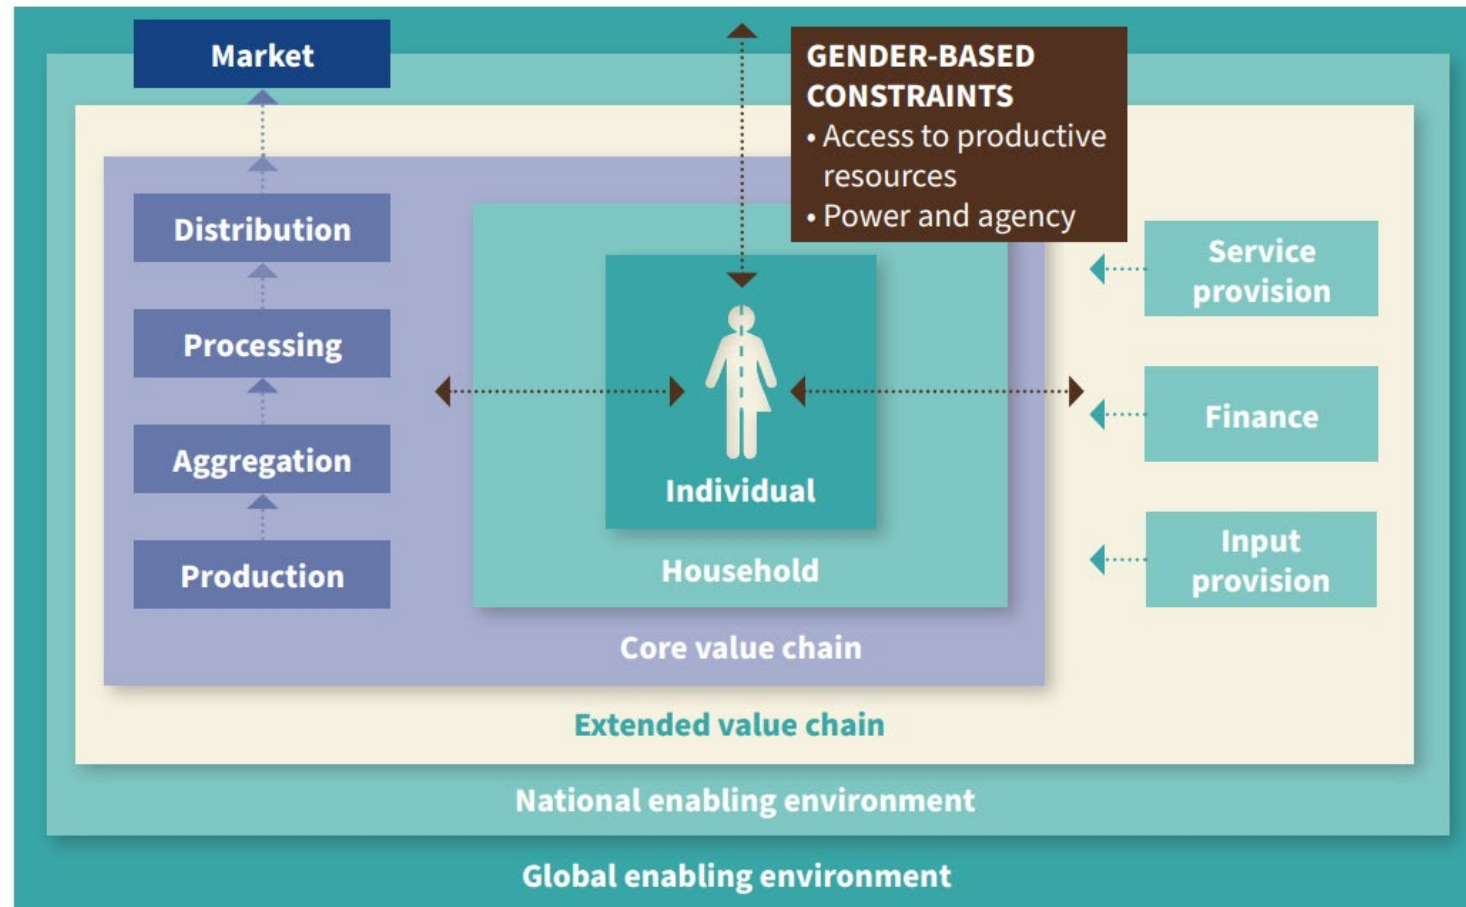 Market
GENDER-BASED
CONSTRAINTS
• Access to productive
resources
• Power and agency
Distribution
Processing
Aggregation
Production
Service
provision
Finance
Input
provision
Individual
Household
Core value chain
Extended value chain
National enabling environment
Global enabling environment